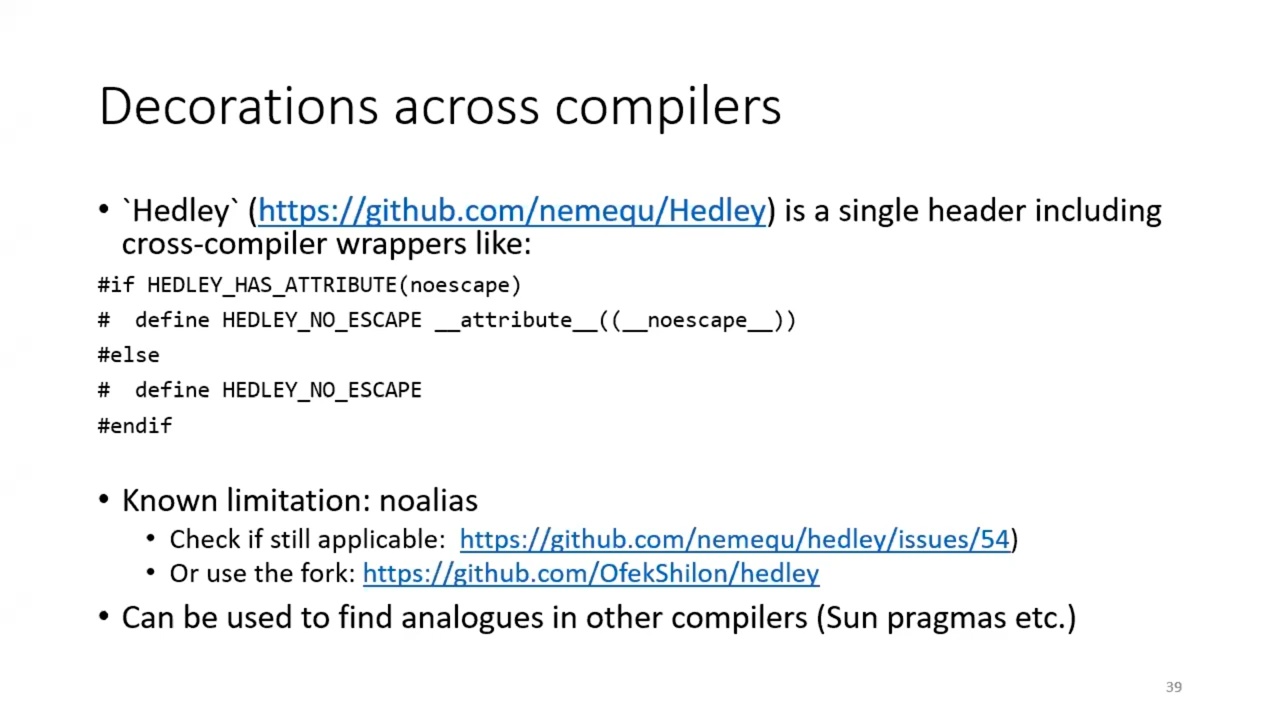 Decorations across compilers
• `Hedley` (https://github.com/nemequ/Hedley) is a single header including
cross-compiler wrappers like:
#if HEDLEY_HAS_ATTRIBUTE(noescape)
#  define HEDLEY_NO_ESCAPE __attribute__((__noescape__))
#else
#  define HEDLEY_NO_ESCAPE
#endif
• Known limitation: noalias
• Check if still applicable:  https://github.com/nemequ/hedley/issues/54)
• Or use the fork: https://github.com/OfekShilon/hedley
• Can be used to find analogues in other compilers (Sun pragmas etc.)
39